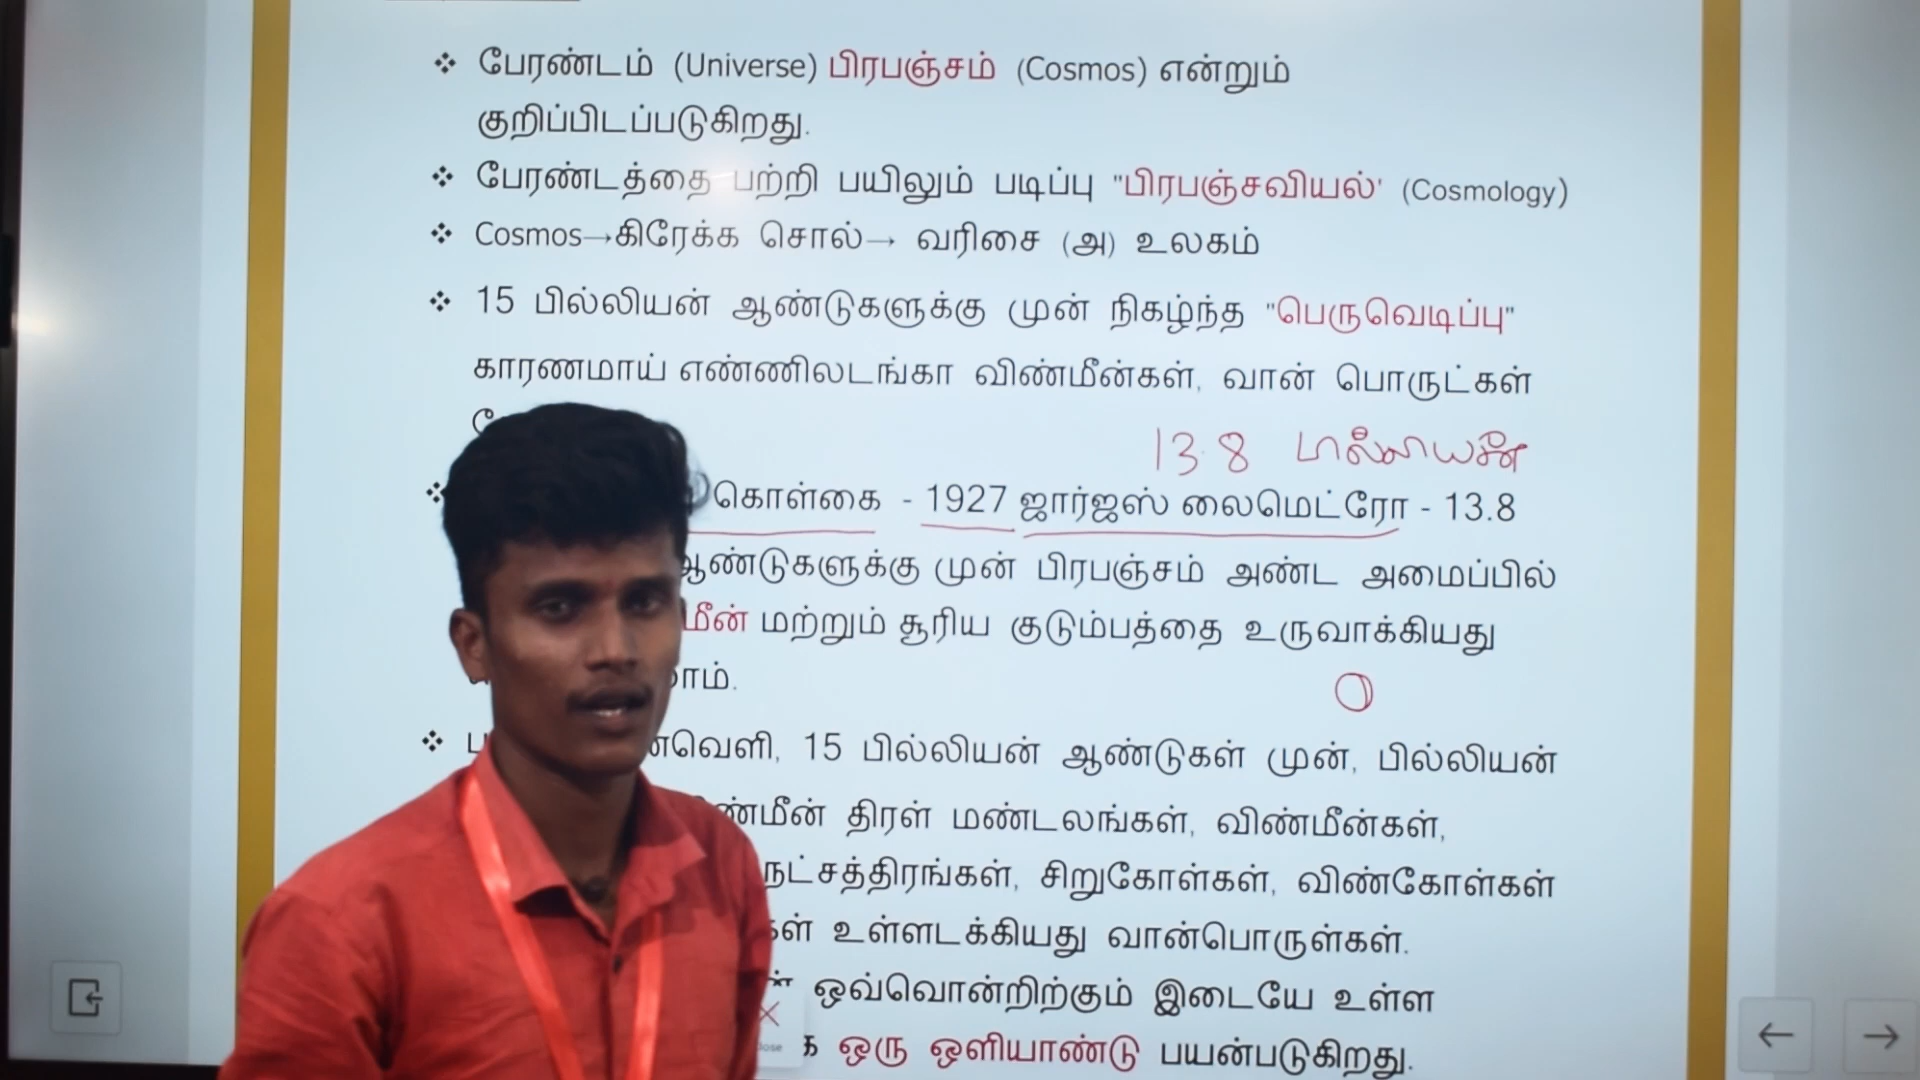 ❖ பேரண்டம் (Universe) பிரபஞ்சம் (Cosmos) என்றும்
குறிப்பிடப்படுகிறது.
❖ பேரண்டத்தை பற்றி பயிலும் படிப்பு "பிரபஞ்சவியல்' (Cosmology)
❖ Cosmos→கிரேக்க சொல்→ வரிசை (அ) உலகம்
❖ 15 பில்லியன் ஆண்டுகளுக்கு முன் நிகழ்ந்த "பெருவெடிப்பு"
காரணமாய் எண்ணிலடங்கா விண்மீன்கள், வான் பொருட்கள்
13.8
❖ கொள்கை - 1927 ஜார்ஜஸ் லைமெட்ரோ - 13.8
ஆண்டுகளுக்கு முன் பிரபஞ்சம் அண்ட அமைப்பில்
மீன் மற்றும் சூரிய குடும்பத்தை உருவாக்கியது
❖ 15 பில்லியன் ஆண்டுகள் முன், பில்லியன்
திரள் மண்டலங்கள், விண்மீன்கள்,
நட்சத்திரங்கள், சிறுகோள்கள், விண்கோள்கள்
உள்ளடக்கியது வான்பொருள்கள்.
ஒவ்வொன்றிற்கும் இடையே உள்ள
ஒரு ஒளியாண்டு பயன்படுகிறது.